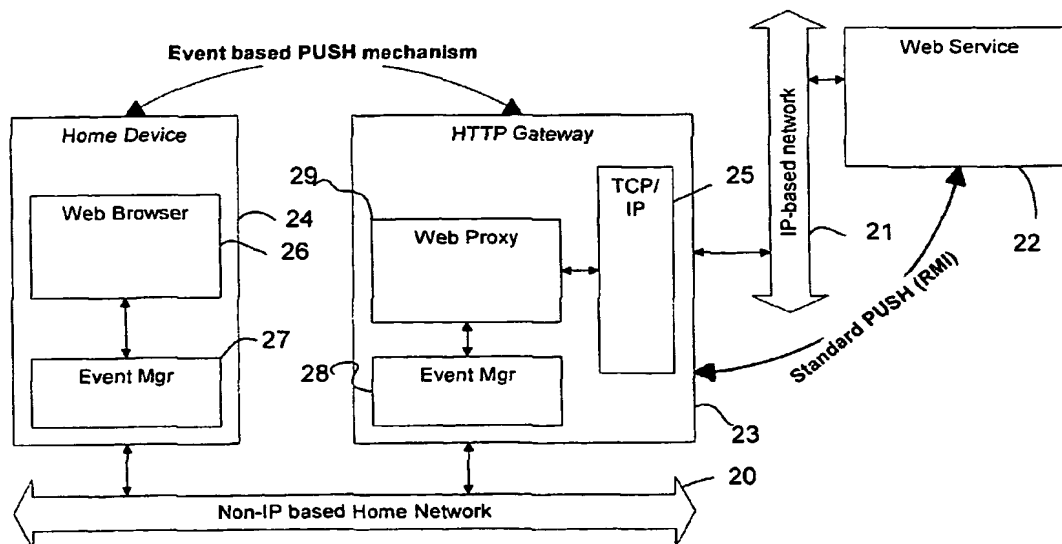 Event based PUSH mechanism
Web Service
Home Device
HTTP Gateway
IP-based network
29
TCP/
IP
25
Web Browser
24
26
Web Proxy
21
22
27
Event Mgr
28
Event Mgr
Standard PUSH (RMI)
23
20
Non-IP based Home Network